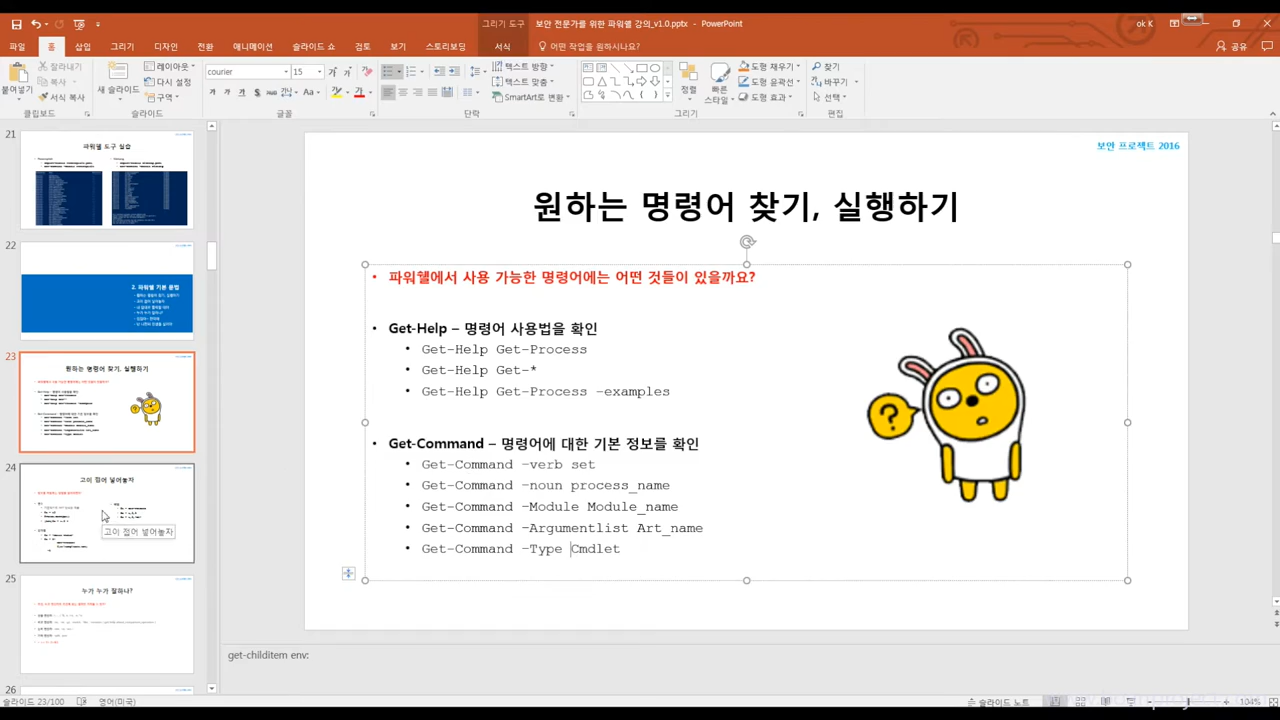 보안 전문가를 위한 파워쉘 강의_v1.0.pptx - PowerPoint
그리기 도구
ok K
파일
홈
삽입
그리기
디자인
전환
애니메이션
슬라이드 쇼
검토
보기
스토리보딩
서식
어떤 작업을 원하시나요?
공유
붙여넣기
잘라내기
복사
서식 복사
클립보드
새 슬라이드
레이아웃
다시 설정
구역
슬라이드
courier
15
글꼴
텍스트 방향
텍스트 맞춤
SmartArt로 변환
단락
정렬
빠른 스타일
도형 채우기
도형 윤곽선
도형 효과
그리기
찾기
바꾸기
선택
편집
21
파워쉘 도구 실습
22
2. 파워쉘 기본 문법
23
원하는 명령어 찾기, 실행하기
24
고이 접어 넣어놓자
고이 접어 넣어놓자
25
누가 누가 잘하나?
26
보안 프로젝트 2016
원하는 명령어 찾기, 실행하기
• 파워쉘에서 사용 가능한 명령어에는 어떤 것들이 있을까요?
• Get-Help – 명령어 사용법을 확인
• Get-Help Get-Process
• Get-Help Get-*
• Get-Help Get-Process –examples
• Get-Command – 명령어에 대한 기본 정보를 확인
• Get-Command –verb set
• Get-Command –noun process_name
• Get-Command –Module Module_name
• Get-Command –Argumentlist Art_name
• Get-Command –Type Cmdlet
?
get-childitem env:
슬라이드 23/100
영어(미국)
슬라이드 노트
104%